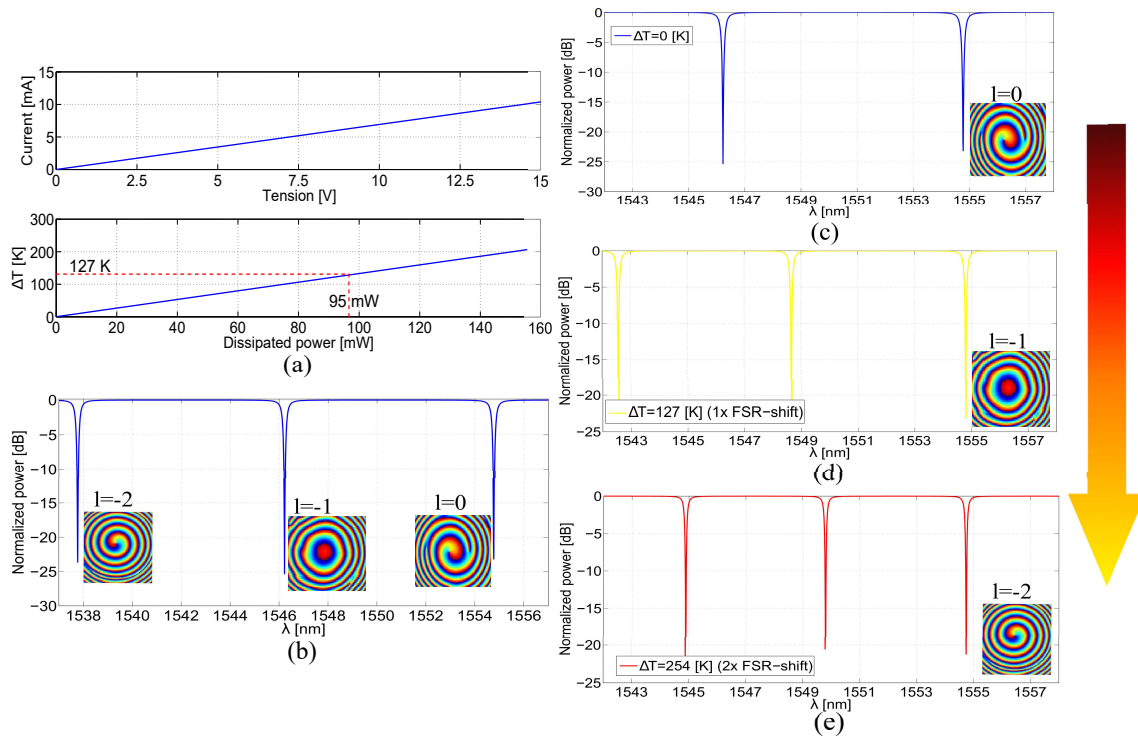 15
10
5
0
Current [mA]
0 2.5 5 7.5 10 12.5 15
Tension [V]
300
200
100
0
ΔT [K]
127 K
95 mW
0 20 40 60 80 100 120 140 160
Dissipated power [mW]
(a)
0
−5
−10
−15
−20
−25
−30
Normalized power [dB]
l=-2
l=-1
l=0
1538 1540 1542 1544 1546 1548 1550 1552 1554 1556
λ [nm]
(b)
0
−5
−10
−15
−20
−25
−30
Normalized power [dB]
ΔT=0 [K]
l=0
1543 1545 1547 1549 1551 1553 1555 1557
λ [nm]
(c)
0
−5
−10
−15
−20
−25
Normalized power [dB]
l=-1
ΔT=127 [K] (1x FSR−shift)
1543 1545 1547 1549 1551 1553 1555 1557
(d)
0
−5
−10
−15
−20
−25
Normalized power [dB]
l=-2
ΔT=254 [K] (2x FSR−shift)
1543 1545 1547 1549 1551 1553 1555 1557
λ [nm]
(e)